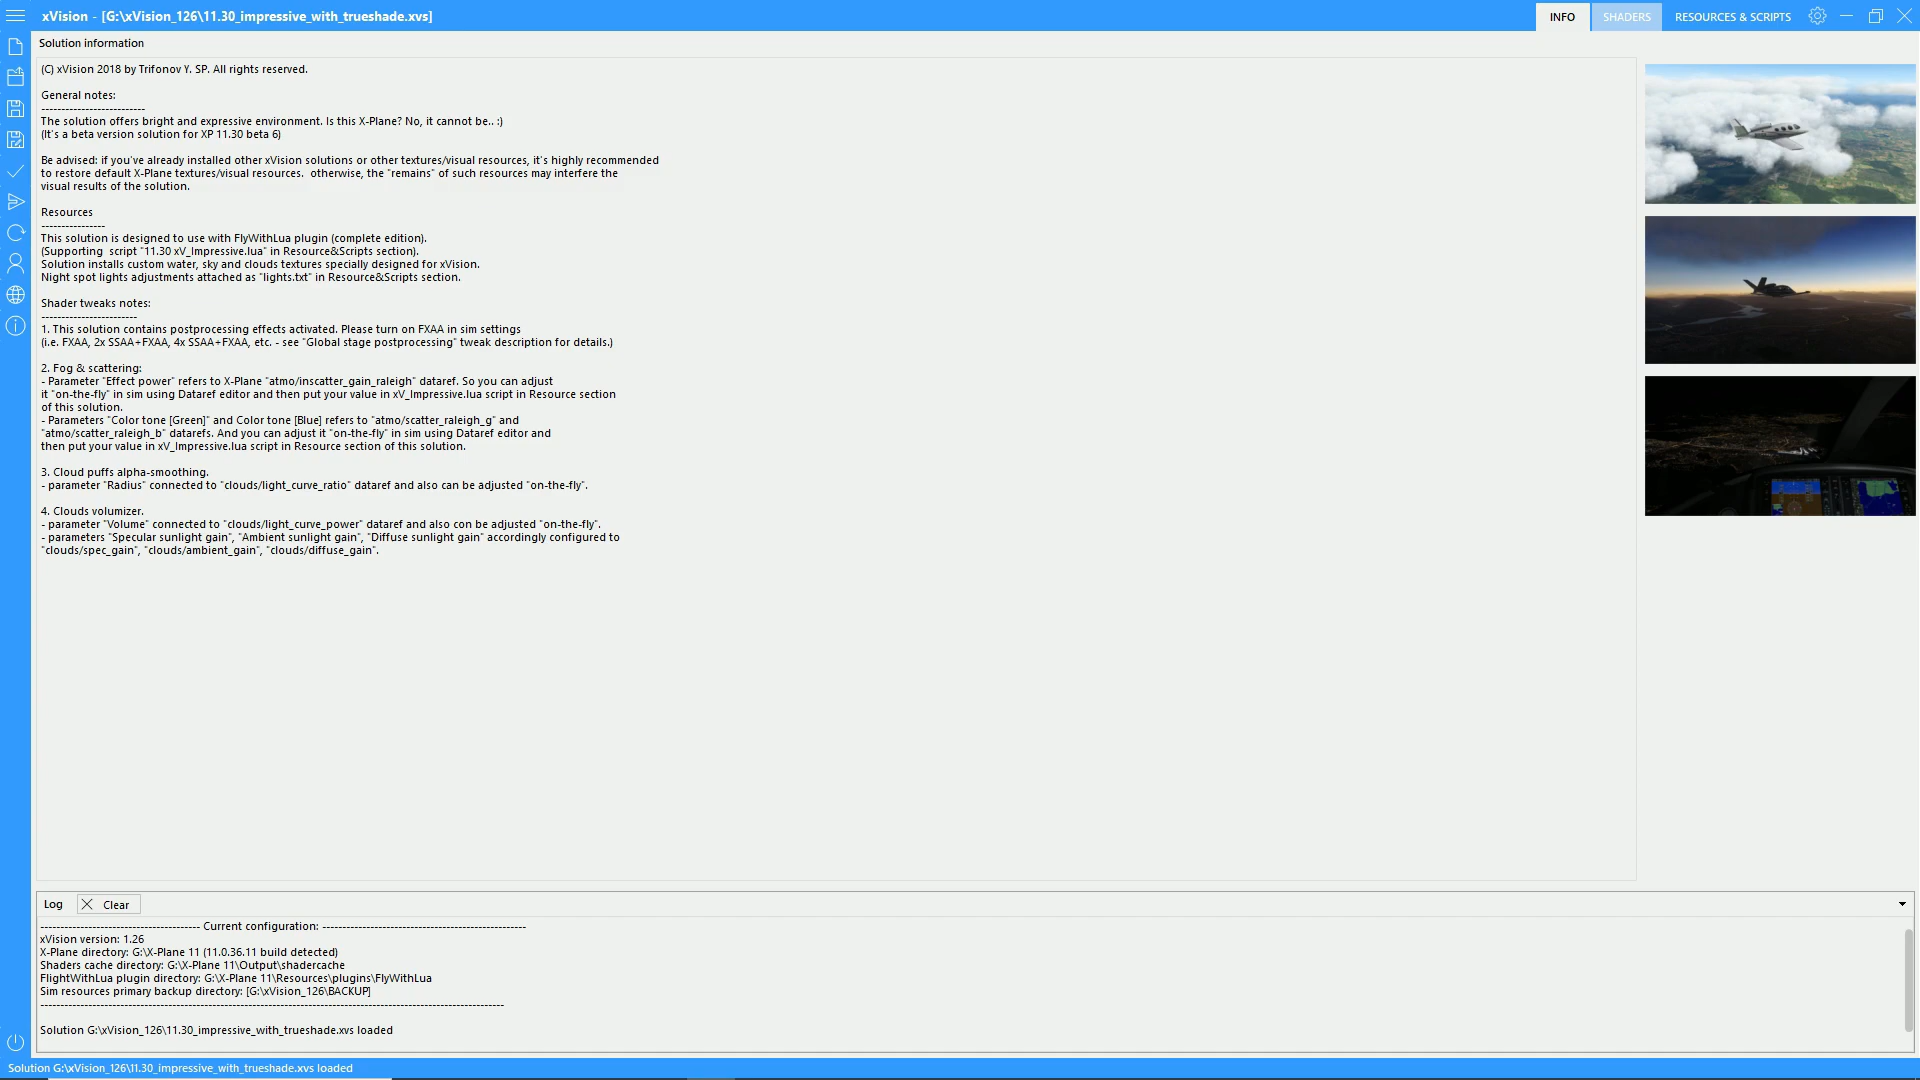 xVision - [G:\xVision_126\11.30_impressive_with_trueshade.xvs]
INFO
SHADERS
RESOURCES & SCRIPTS
Solution information
(C) xVision 2018 by Trifonov Y. SP. All rights reserved.
General notes:
--------------------------
The solution offers bright and expressive environment. Is this X-Plane? No, it cannot be.. :)
(It's a beta version solution for XP 11.30 beta 6)
Be advised: if you've already installed other xVision solutions or other textures/visual resources, it's highly recommended
to restore default X-Plane textures/visual resources.  otherwise, the "remains" of such resources may interfere the
visual results of the solution.
Resources
----------------
This solution is designed to use with FlyWithLua plugin (complete edition).
(Supporting  script "11.30 xV_Impressive.lua" in Resource&Scripts section).
Solution installs custom water, sky and clouds textures specially designed for xVision.
Night spot lights adjustments attached as "lights.txt" in Resource&Scripts section.
Shader tweaks notes:
------------------------
1. This solution contains postprocessing effects activated. Please turn on FXAA in sim settings
(i.e. FXAA, 2x SSAA+FXAA, 4x SSAA+FXAA, etc. - see "Global stage postprocessing" tweak description for details.)
2. Fog & scattering:
- Parameter "Effect power" refers to X-Plane "atmo/inscatter_gain_raleigh" dataref. So you can adjust
it "on-the-fly" in sim using Dataref editor and then put your value in xV_Impressive.lua script in Resource section
of this solution.
- Parameters "Color tone [Green]" and Color tone [Blue] refers to "atmo/scatter_raleigh_g" and
"atmo/scatter_raleigh_b" datarefs. And you can adjust it "on-the-fly" in sim using Dataref editor and
then put your value in xV_Impressive.lua script in Resource section of this solution.
3. Cloud puffs alpha-smoothing.
- parameter "Radius" connected to "clouds/light_curve_ratio" dataref and also can be adjusted "on-the-fly".
4. Clouds volumizer.
- parameter "Volume" connected to "clouds/light_curve_power" dataref and also con be adjusted "on-the-fly".
- parameters "Specular sunlight gain", "Ambient sunlight gain", "Diffuse sunlight gain" accordingly configured to
"clouds/spec_gain", "clouds/ambient_gain", "clouds/diffuse_gain".
Log
Clear
---------------------------------------- Current configuration: ---------------------------------------------------
xVision version: 1.26
X-Plane directory: G:\X-Plane 11 (11.0.36.11 build detected)
Shaders cache directory: G:\X-Plane 11\Output\shadercache
FlightWithLua plugin directory: G:\X-Plane 11\Resources\plugins\FlyWithLua
Sim resources primary backup directory: [G:\xVision_126\BACKUP]
--------------------------------------------------------------------------------------------------------------------
Solution G:\xVision_126\11.30_impressive_with_trueshade.xvs loaded
Solution G:\xVision_126\11.30_impressive_with_trueshade.xvs loaded